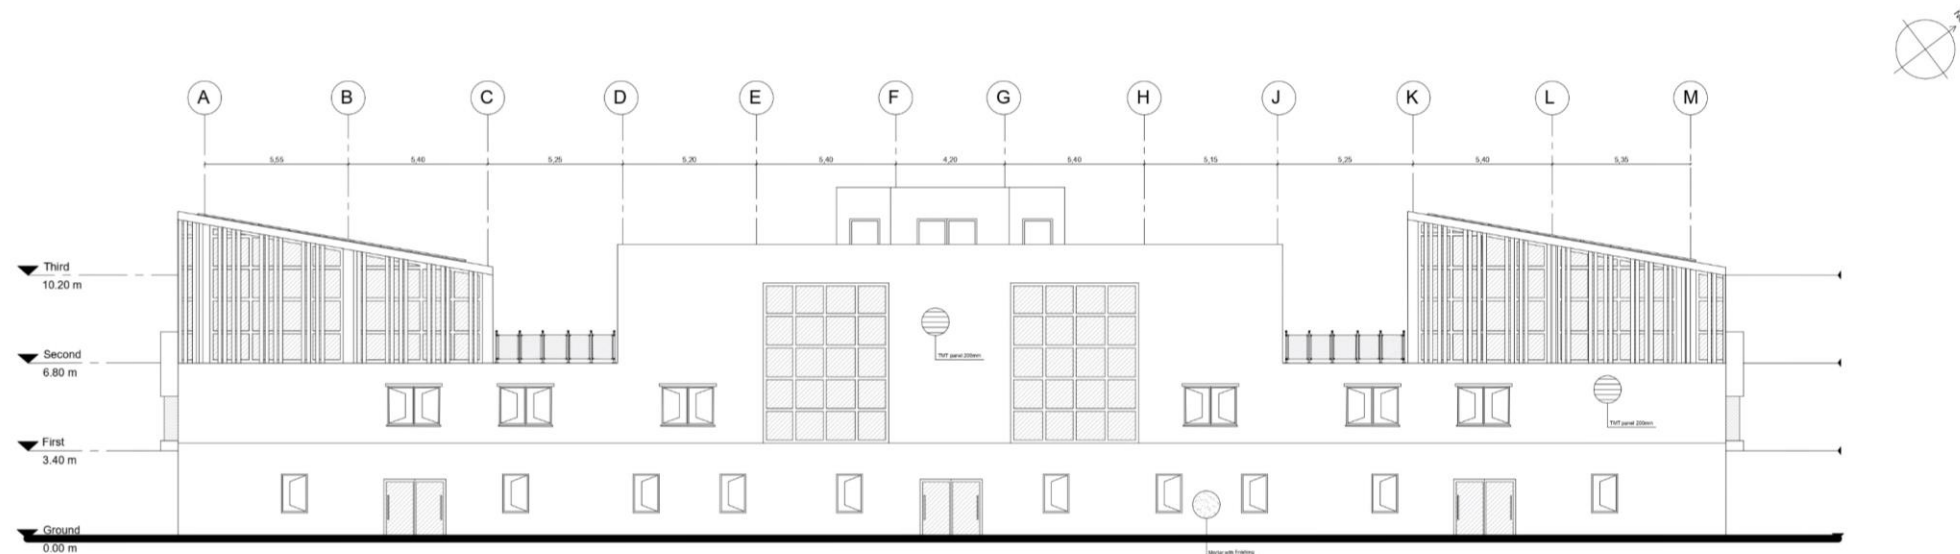 A B C D E F G H J K L M
5,55 5,40 5,25 5,20 5,40 4,20 5,40 5,15 5,25 5,40 5,35
Third
10.20 m
TMT panel 200mm
Second
6.80 m
TMT panel 200mm
First
3.40 m
Ground
0.00 m